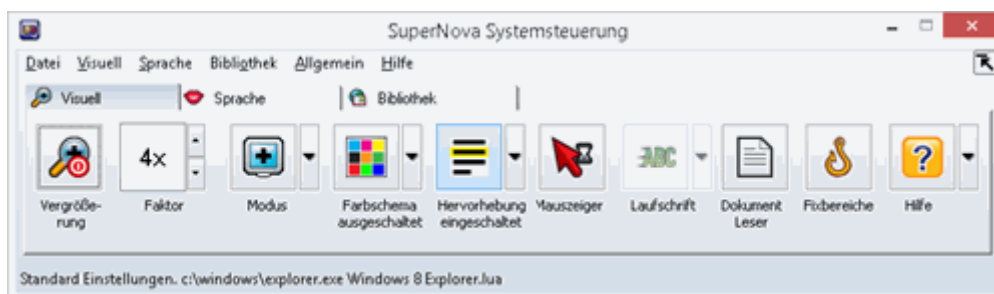 SuperNova Systemsteuerung
Datei Visuell Sprache Bibliothek Allgemein Hilfe
Visuell Sprache Bibliothek
4x
ABC
?
Vergröße-
rung
Faktor
Modus
Farbschema
ausgeschaltet
Hervorhebung
eingeschaltet
Mauszeiger
Laufschrift
Dokument
Leser
Fixbereiche
Hilfe
Standard Einstellungen. c:\windows\explorer.exe Windows 8 Explorer.lua